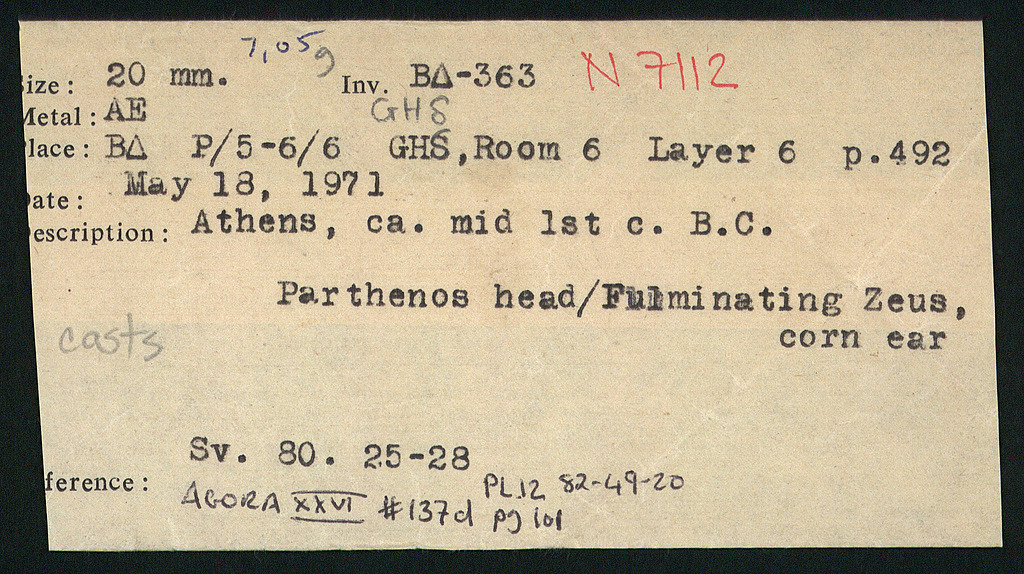 7,05g
ize: 20 mm. Inv. BΔ-363 N 7112
etal: AE GHS
lace: BΔ P/5-6/6 GHS, Room 6 Layer 6 p.492
ate: May 18, 1971
escription: Athens, ca. mid 1st c. B.C.
Parthenos head/Fulminating Zeus,
corn ear
casts
Sv. 80. 25-28
ference: PL12 82-49-20
AGORA XXVI #137d pg 101